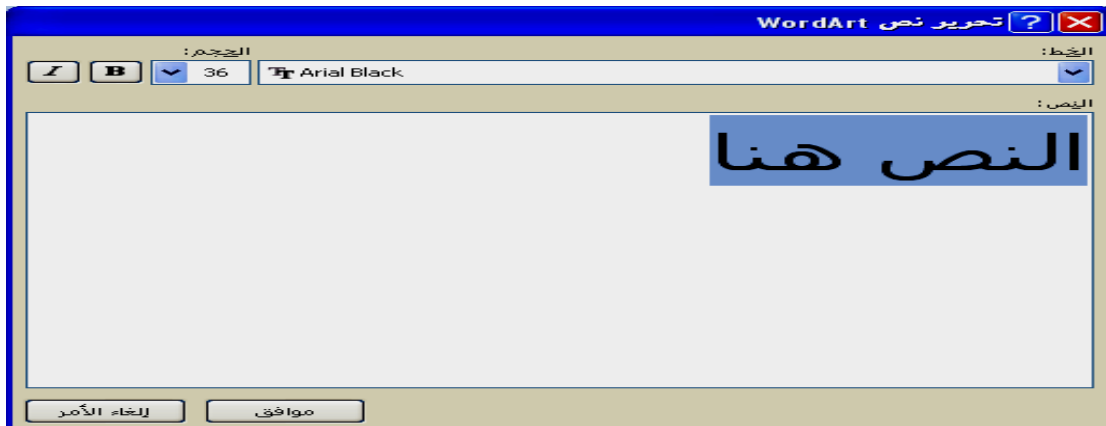 تحرير نص WordArt
الخط: الحجم:
Arial Black 36 B I
النص:
النص هنا
موافق إلغاء الأمر